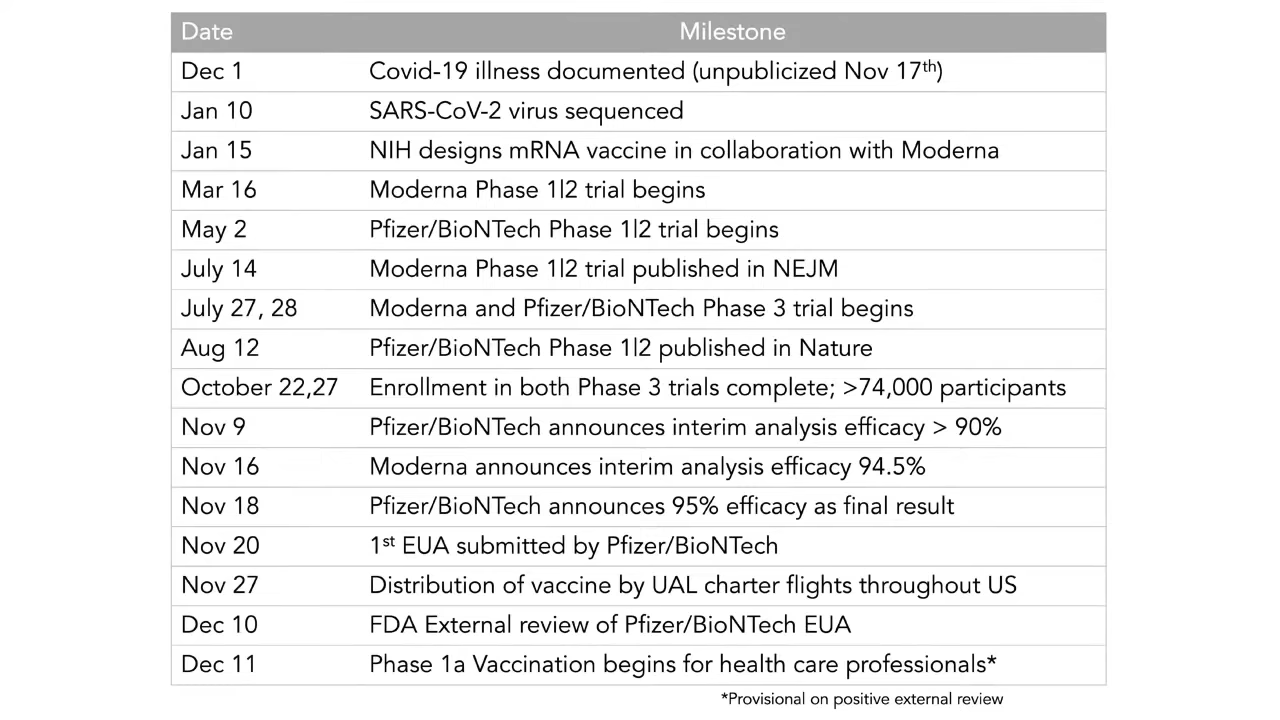 Date Milestone
Dec 1 Covid-19 illness documented (unpublicized Nov 17th)
Jan 10 SARS-CoV-2 virus sequenced
Jan 15 NIH designs mRNA vaccine in collaboration with Moderna
Mar 16 Moderna Phase 1|2 trial begins
May 2 Pfizer/BioNTech Phase 1|2 trial begins
July 14 Moderna Phase 1|2 trial published in NEJM
July 27, 28 Moderna and Pfizer/BioNTech Phase 3 trial begins
Aug 12 Pfizer/BioNTech Phase 1|2 published in Nature
October 22,27 Enrollment in both Phase 3 trials complete; >74,000 participants
Nov 9 Pfizer/BioNTech announces interim analysis efficacy > 90%
Nov 16 Moderna announces interim analysis efficacy 94.5%
Nov 18 Pfizer/BioNTech announces 95% efficacy as final result
Nov 20 1st EUA submitted by Pfizer/BioNTech
Nov 27 Distribution of vaccine by UAL charter flights throughout US
Dec 10 FDA External review of Pfizer/BioNTech EUA
Dec 11 Phase 1a Vaccination begins for health care professionals*
*Provisional on positive external review